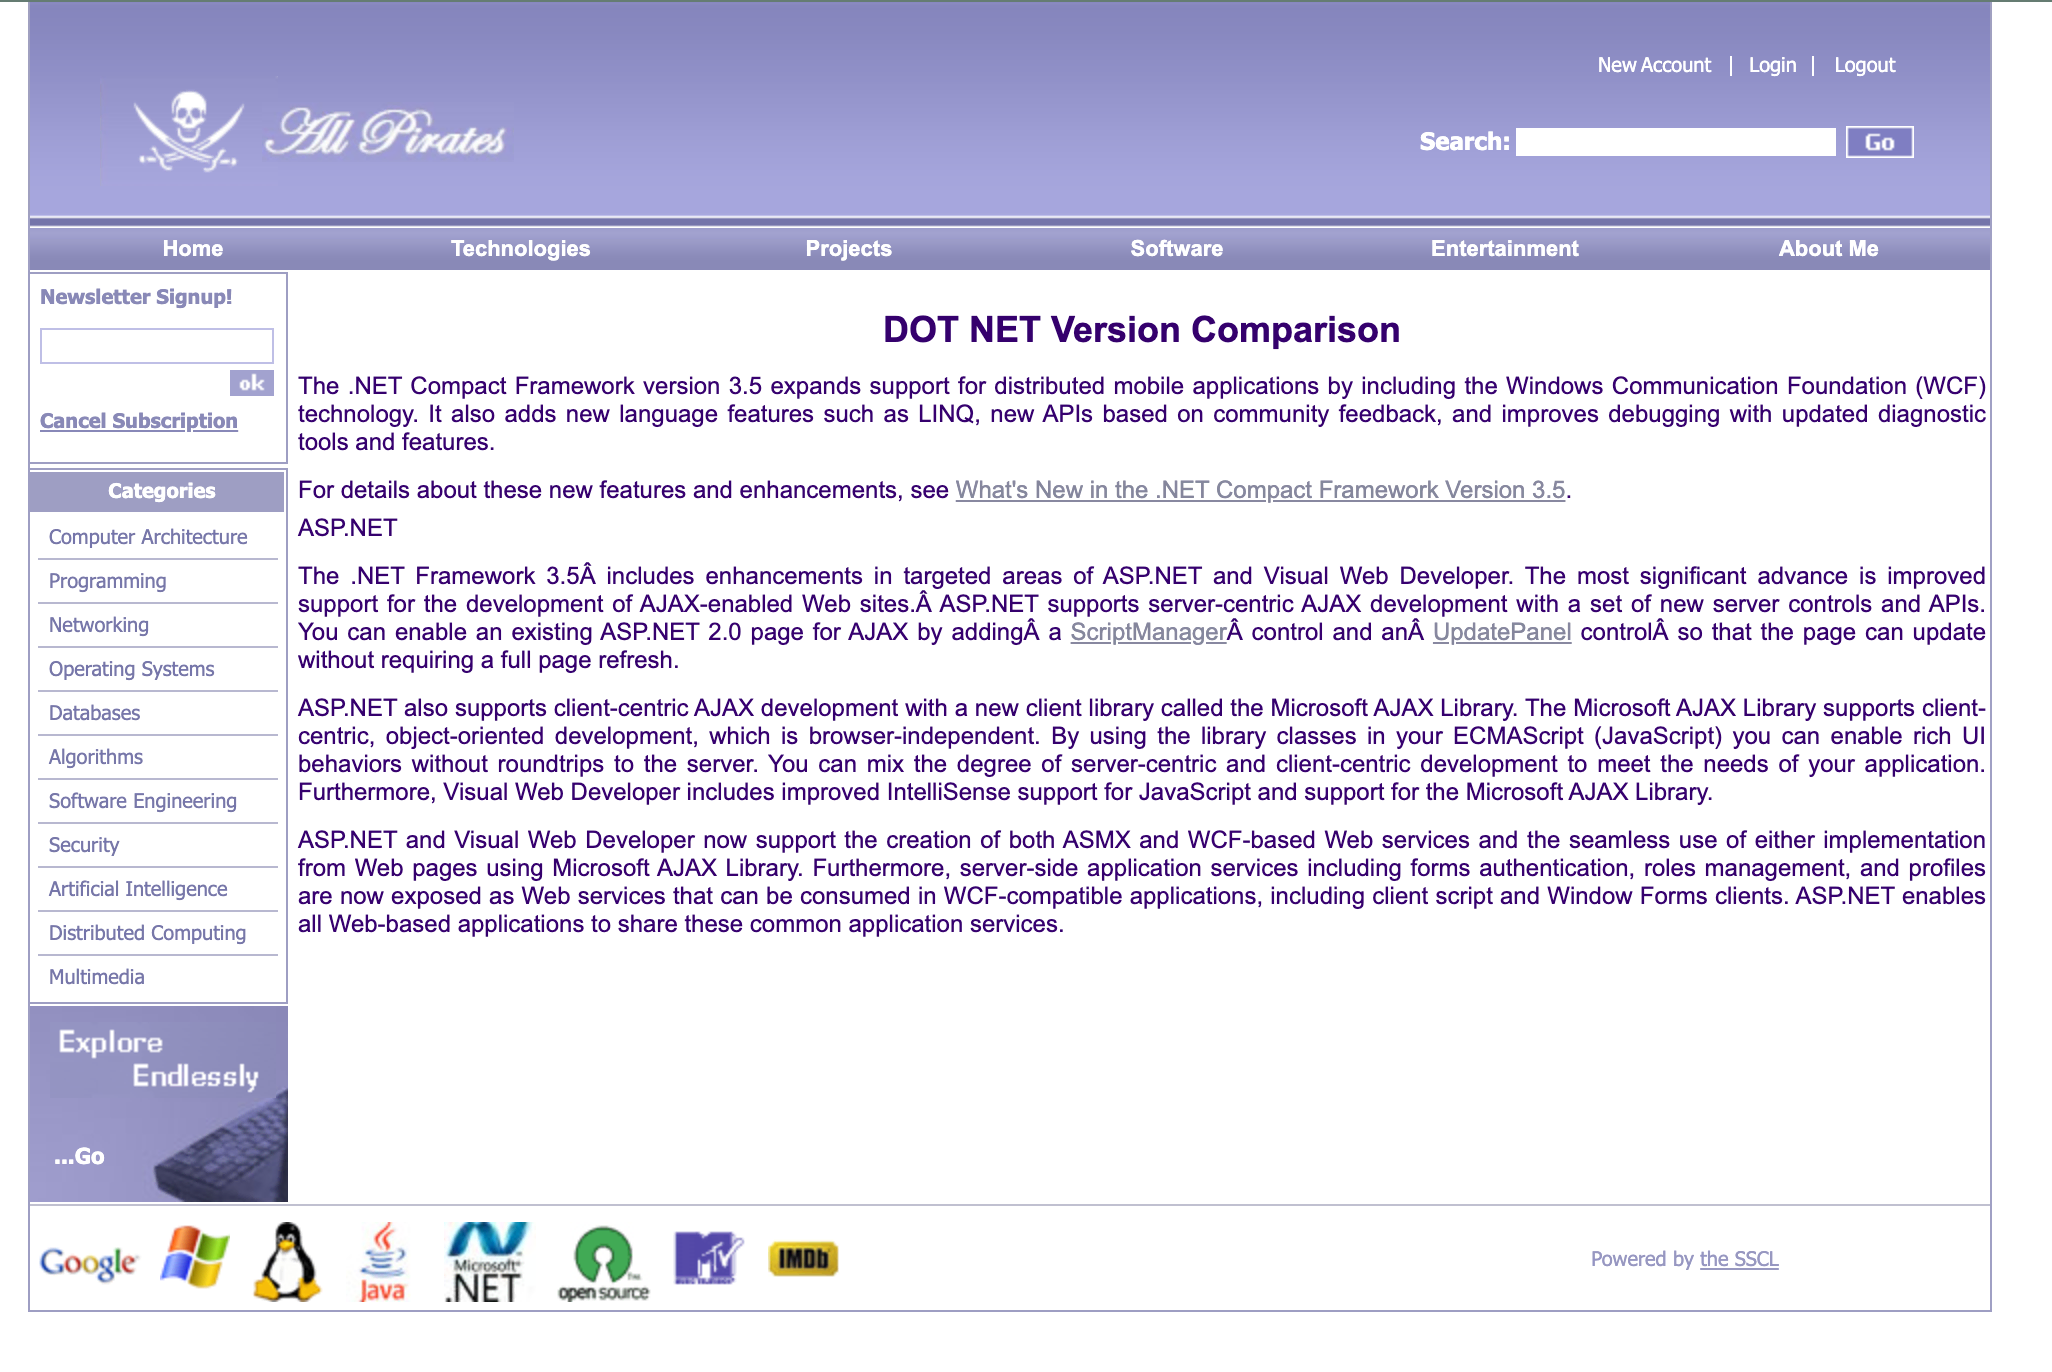 New Account | Login | Logout
All Pirates
Search: Go
Home Technologies Projects Software Entertainment About Me
Newsletter Signup!
ok
Cancel Subscription
Categories
Computer Architecture
Programming
Networking
Operating Systems
Databases
Algorithms
Software Engineering
Security
Artificial Intelligence
Distributed Computing
Multimedia
Explore
Endlessly
...Go
DOT NET Version Comparison
The .NET Compact Framework version 3.5 expands support for distributed mobile applications by including the Windows Communication Foundation (WCF)
technology. It also adds new language features such as LINQ, new APIs based on community feedback, and improves debugging with updated diagnostic
tools and features.
For details about these new features and enhancements, see What's New in the .NET Compact Framework Version 3.5.
ASP.NET
The .NET Framework 3.5Â includes enhancements in targeted areas of ASP.NET and Visual Web Developer. The most significant advance is improved
support for the development of AJAX-enabled Web sites.Â ASP.NET supports server-centric AJAX development with a set of new server controls and APIs.
You can enable an existing ASP.NET 2.0 page for AJAX by addingÂ a ScriptManagerÂ control and anÂ UpdatePanel controlÂ so that the page can update
without requiring a full page refresh.
ASP.NET also supports client-centric AJAX development with a new client library called the Microsoft AJAX Library. The Microsoft AJAX Library supports client-
centric, object-oriented development, which is browser-independent. By using the library classes in your ECMAScript (JavaScript) you can enable rich UI
behaviors without roundtrips to the server. You can mix the degree of server-centric and client-centric development to meet the needs of your application.
Furthermore, Visual Web Developer includes improved IntelliSense support for JavaScript and support for the Microsoft AJAX Library.
ASP.NET and Visual Web Developer now support the creation of both ASMX and WCF-based Web services and the seamless use of either implementation
from Web pages using Microsoft AJAX Library. Furthermore, server-side application services including forms authentication, roles management, and profiles
are now exposed as Web services that can be consumed in WCF-compatible applications, including client script and Window Forms clients. ASP.NET enables
all Web-based applications to share these common application services.
Google
Java
Microsoft
.NET
open source
TV
IMDb
Powered by the SSCL